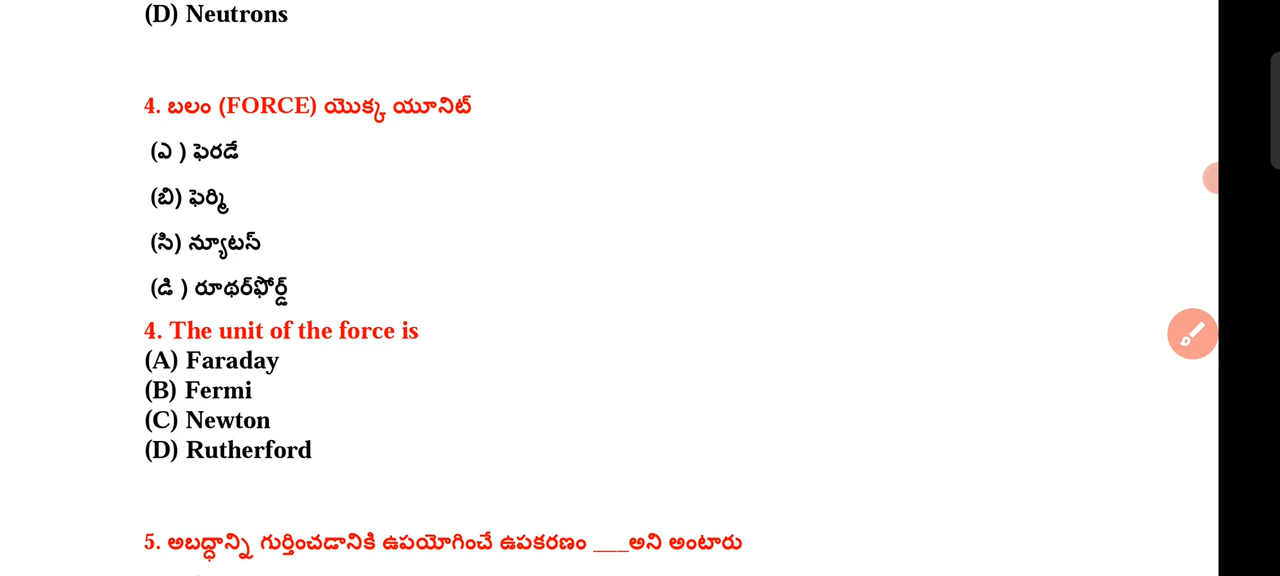 (D) Neutrons
4. బలం (FORCE) యొక్క యూనిట్
(ఎ ) ఫెరడే
(బి) ఫెర్మి
(సి) న్యూటస్
(డి ) రూథర్‌ఫోర్డ్
4. The unit of the force is
(A) Faraday
(B) Fermi
(C) Newton
(D) Rutherford
5. అబద్ధాన్ని గుర్తించడానికి ఉపయోగించే ఉపకరణం ___అని అంటారు